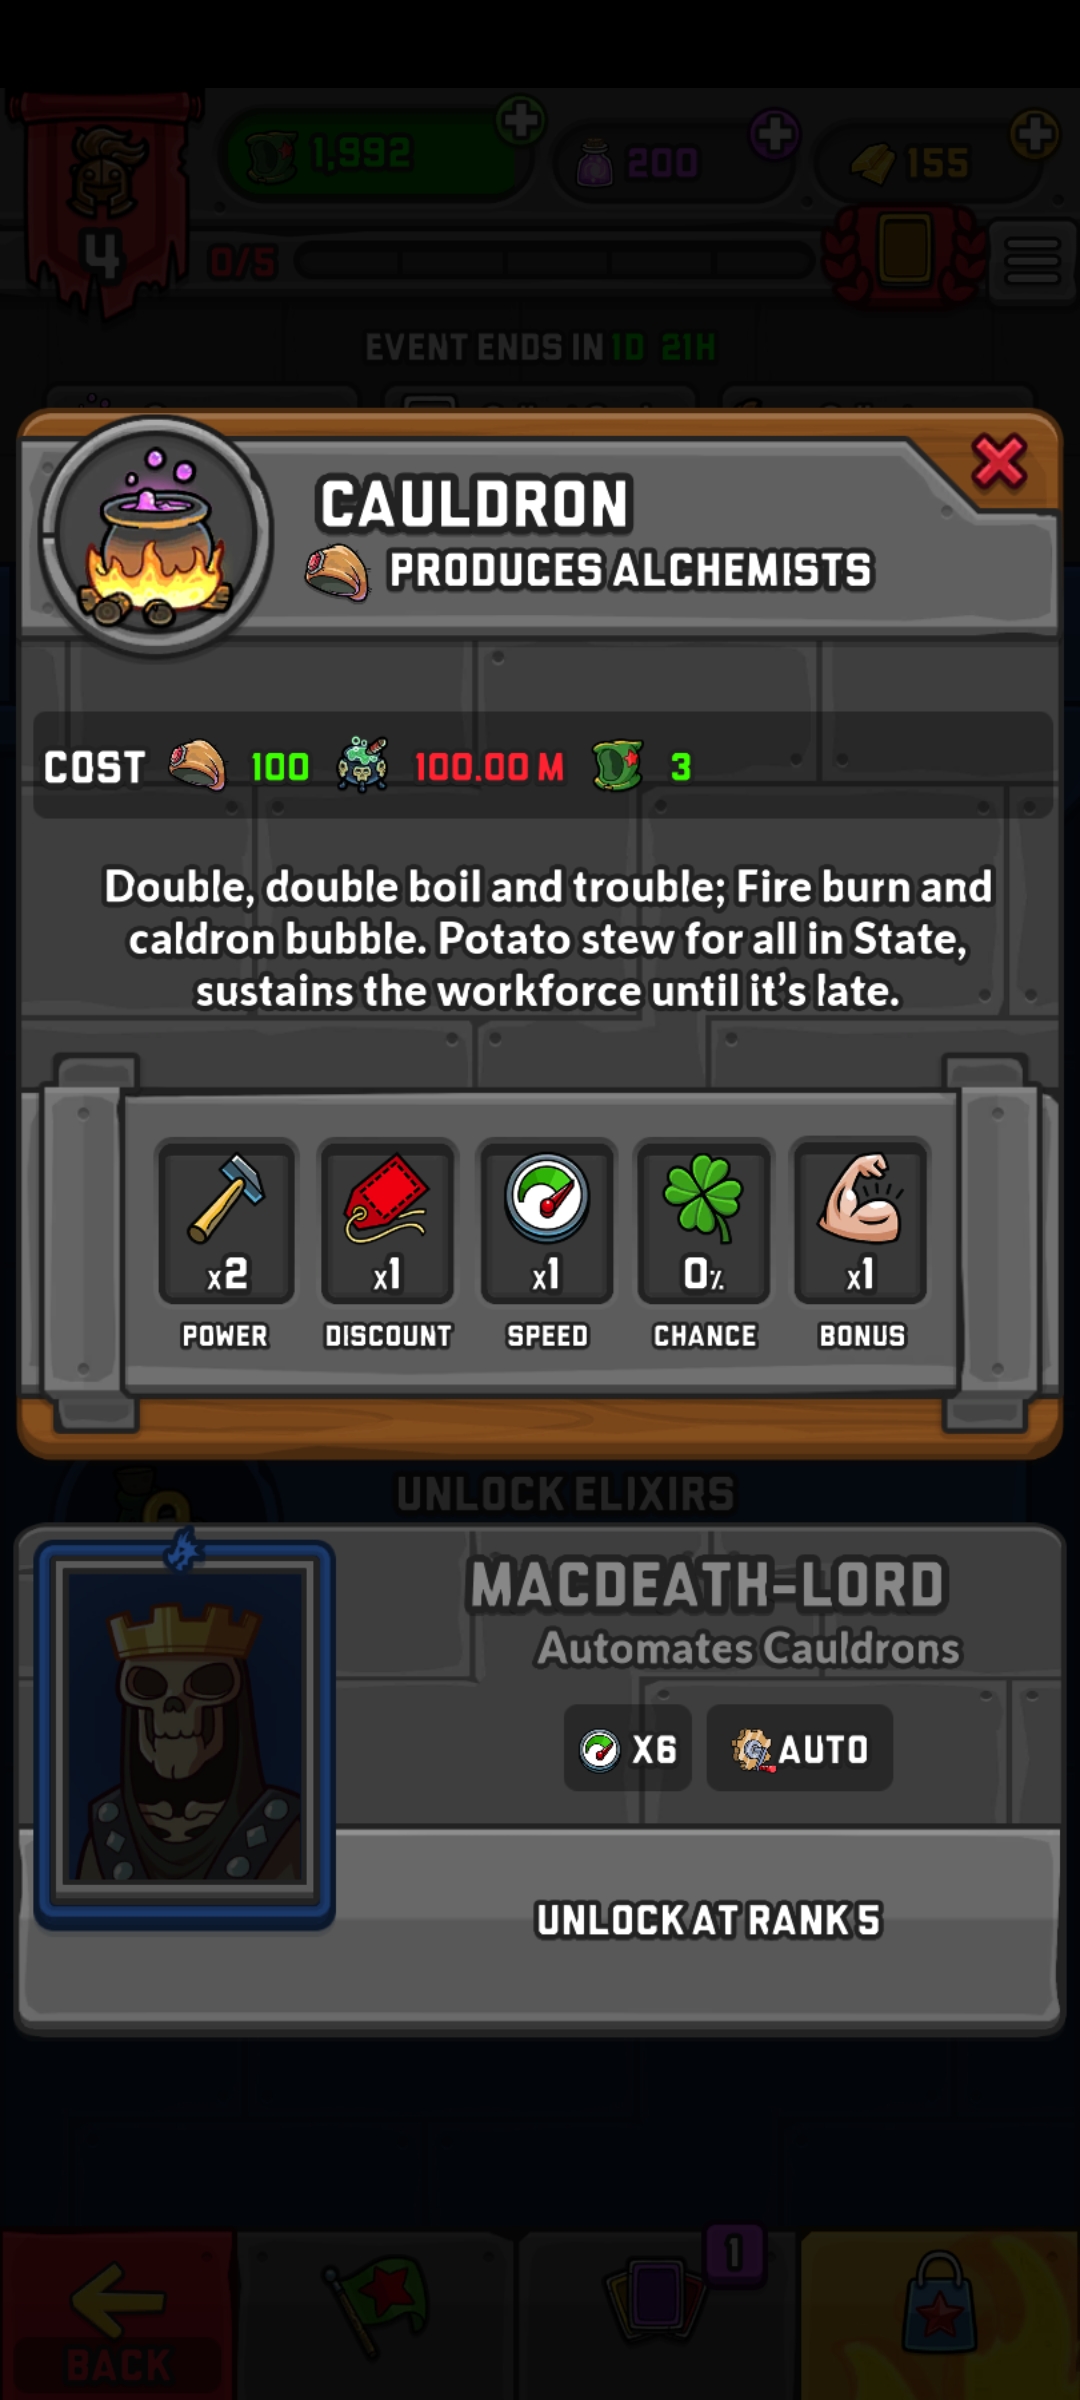 1,992
200
155
4
0/5
EVENT ENDS IN 1D 21H
CAULDRON
PRODUCES ALCHEMISTS
COST 100 100.00 M 3
Double, double boil and trouble; Fire burn and
caldron bubble. Potato stew for all in State,
sustains the workforce until it's late.
x2 x1 x1 0% x1
POWER DISCOUNT SPEED CHANCE BONUS
UNLOCK ELIXIRS
MACDEATH-LORD
Automates Cauldrons
X6 AUTO
UNLOCK AT RANK 5
1
BACK